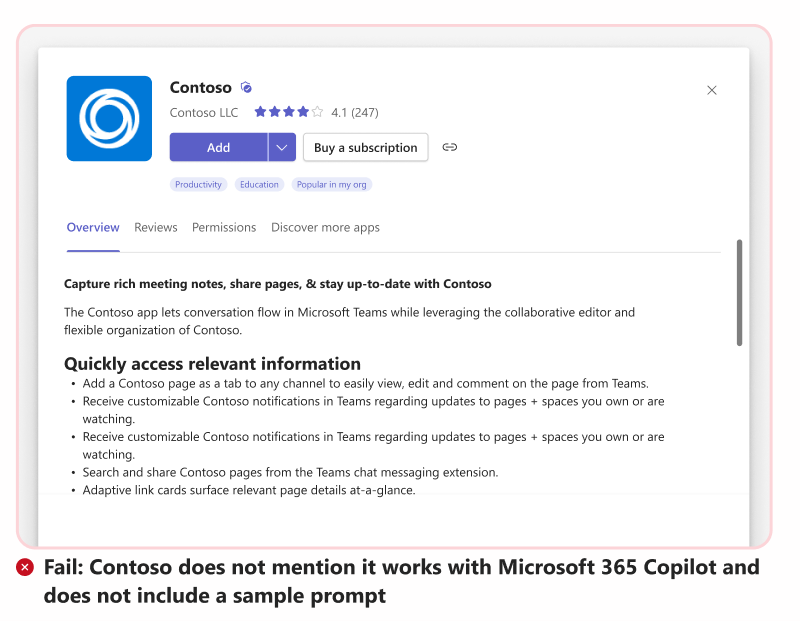 Contoso
Contoso LLC 4.1 (247)
Add Buy a subscription
Productivity Education Popular in my org
Overview Reviews Permissions Discover more apps
Capture rich meeting notes, share pages, & stay up-to-date with Contoso
The Contoso app lets conversation flow in Microsoft Teams while leveraging the collaborative editor and
flexible organization of Contoso.
Quickly access relevant information
• Add a Contoso page as a tab to any channel to easily view, edit and comment on the page from Teams.
• Receive customizable Contoso notifications in Teams regarding updates to pages + spaces you own or are
watching.
• Receive customizable Contoso notifications in Teams regarding updates to pages + spaces you own or are
watching.
• Search and share Contoso pages from the Teams chat messaging extension.
• Adaptive link cards surface relevant page details at-a-glance.
Fail: Contoso does not mention it works with Microsoft 365 Copilot and
does not include a sample prompt